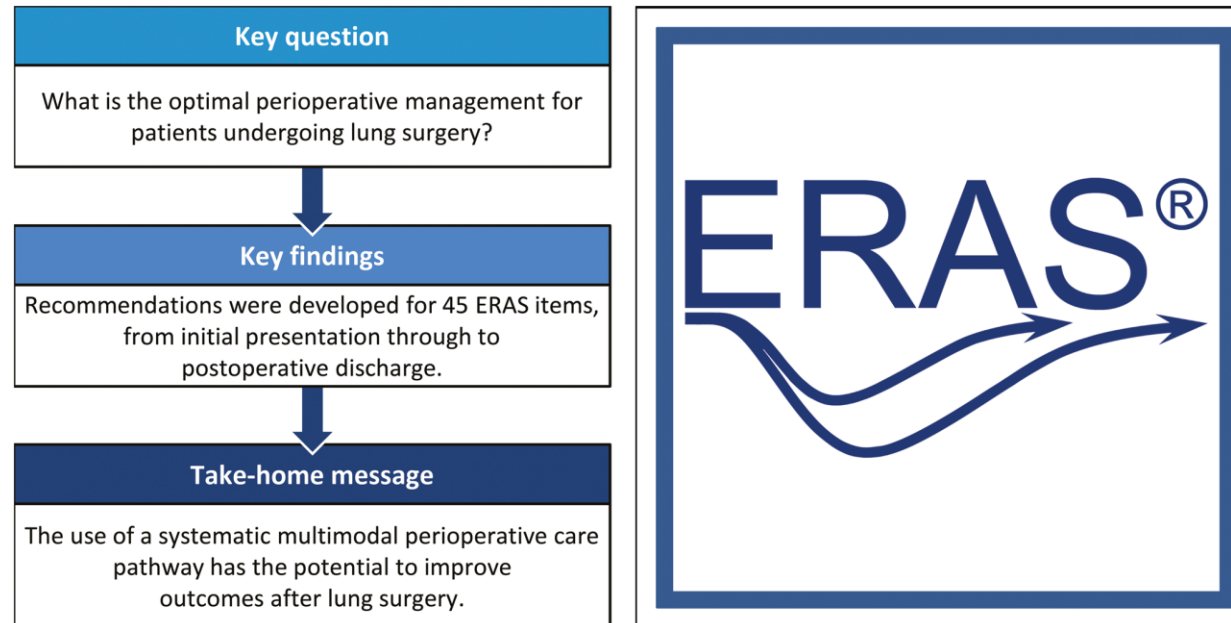 Key question
What is the optimal perioperative management for
patients undergoing lung surgery?
Key findings
Recommendations were developed for 45 ERAS items,
from initial presentation through to
postoperative discharge.
Take-home message
The use of a systematic multimodal perioperative care
pathway has the potential to improve
outcomes after lung surgery.
ERAS®